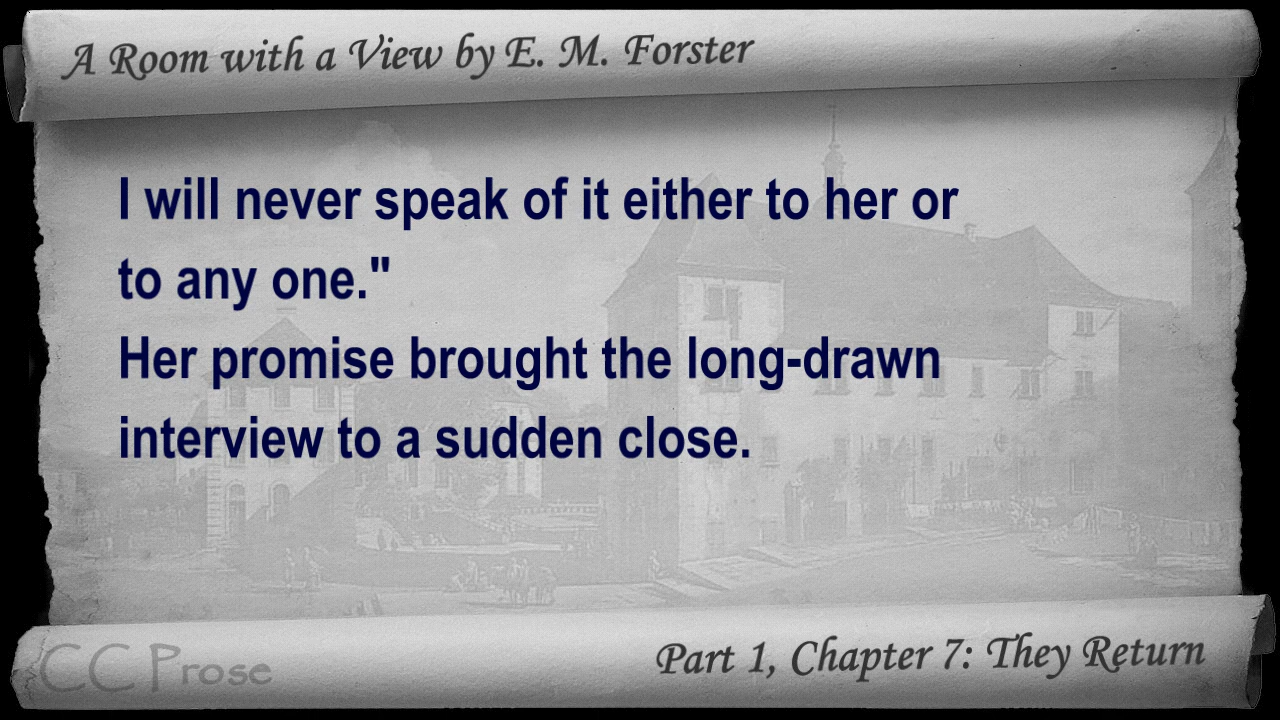 A Room with a View by E. M. Forster
I will never speak of it either to her or
to any one."
Her promise brought the long-drawn
interview to a sudden close.
CC Prose
Part 1, Chapter 7: They Return